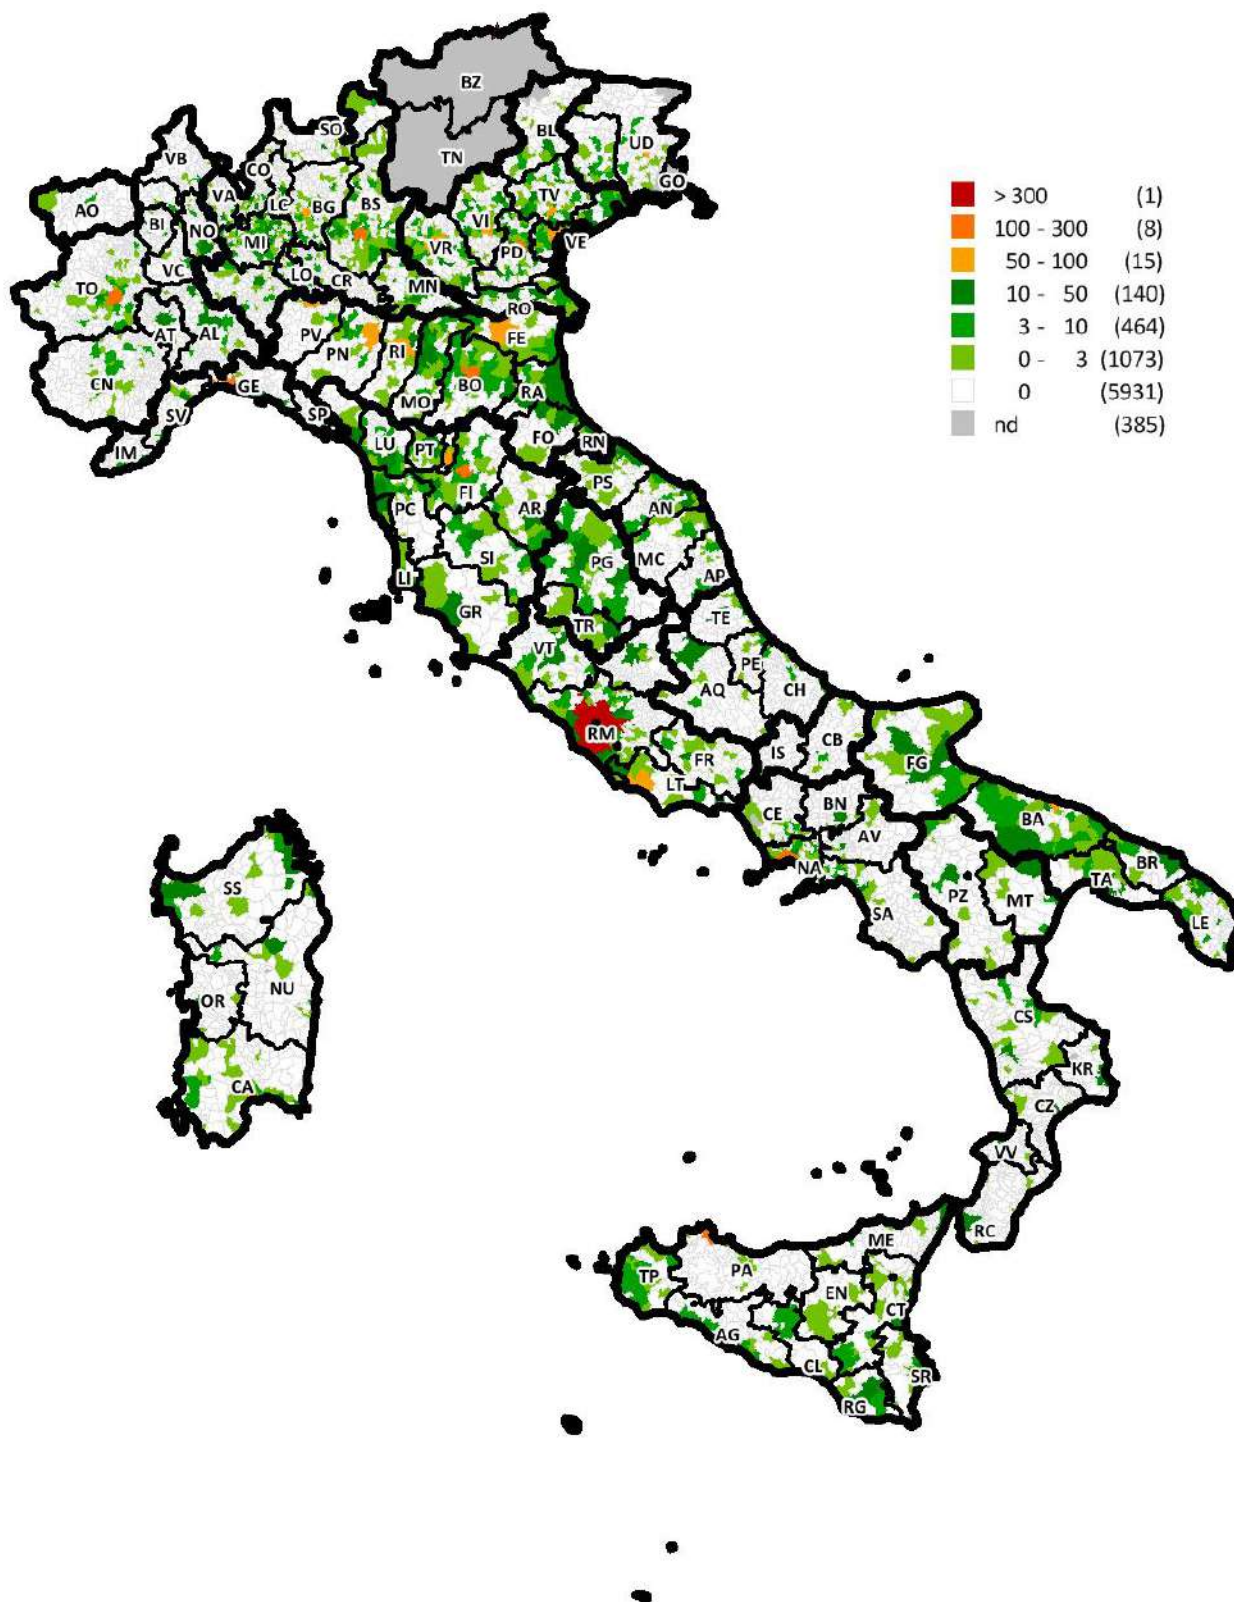 BZ
SO
TN
BL
UD
VB
CO
GO
AO
VA
LC
BG
BS
TV
VI
BI
NO
MI
VR
PD
VE
TO
VC
LO
CR
MN
RO
AT
AL
PV
PN
RI
FE
CN
GE
BO
SV
SP
MO
RA
IM
LU
PT
FO
RN
FI
PS
PC
AR
AN
SI
PG
MC
LI
AP
GR
TE
TR
VT
PE
AQ
CH
RM
IS
CB
FR
FG
LT
CE
BN
BA
AV
NA
BR
TA
SS
PZ
MT
SA
LE
NU
OR
CS
CA
KR
CZ
VV
RC
ME
TP
PA
EN
CT
AG
CL
SR
RG
> 300 (1)
100 - 300 (8)
50 - 100 (15)
10 - 50 (140)
3 - 10 (464)
0 - 3 (1073)
0 (5931)
nd (385)